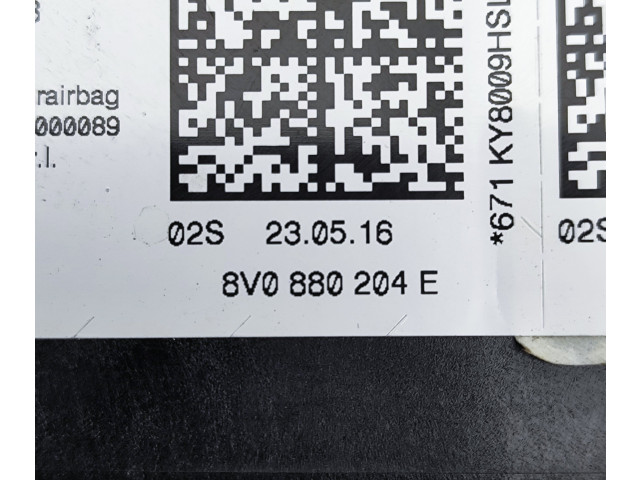 rairbag
000089
r.l.
02S 23.05.16
8V0 880 204 E
*671 KY8009HSL
02S